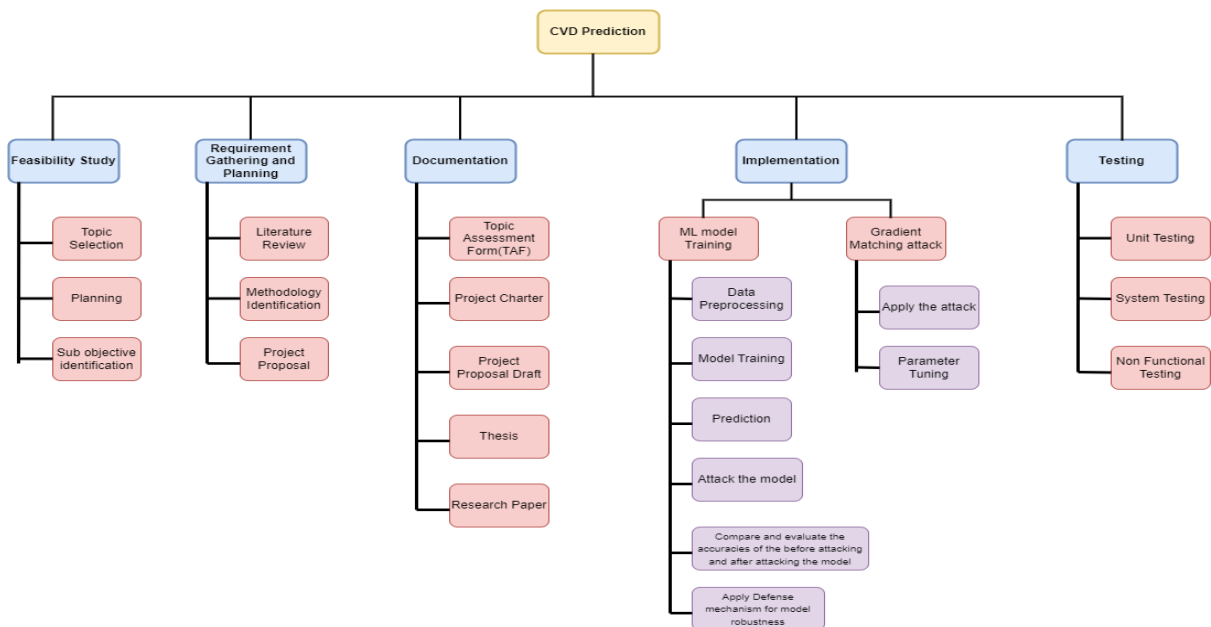 CVD Prediction
Feasibility Study
Topic
Selection
Planning
Sub objective
identification
Requirement
Gathering and
Planning
Literature
Review
Methodology
Identification
Project
Proposal
Documentation
Topic
Assessment
Form(TAF)
Project Charter
Project
Proposal Draft
Thesis
Research Paper
Implementation
ML model
Training
Data
Preprocessing
Model Training
Prediction
Attack the model
Compare and evaluate the
accuracies of the before attacking
and after attacking the model
Apply Defense
mechanism for model
robustness
Gradient
Matching attack
Apply the attack
Parameter
Tuning
Testing
Unit Testing
System Testing
Non Functional
Testing